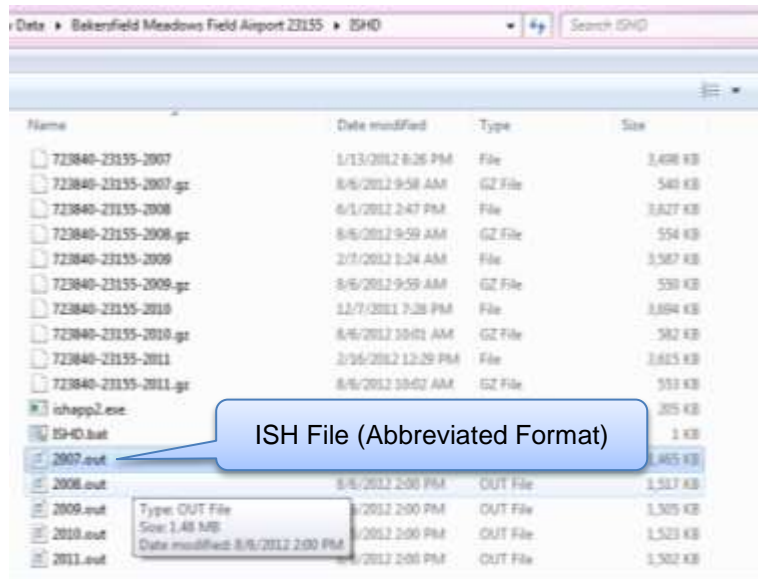 Data ▸ Bakersfield Meadows Field Airport 23155 ▸ ISHD Search ISHD
Name Date modified Type Size
723840-23155-2007 1/13/2012 8:26 PM File 3,498 KB
723840-23155-2007.gz 8/6/2012 9:58 AM GZ File 540 KB
723840-23155-2008 6/1/2012 2:47 PM File 3,627 KB
723840-23155-2008.gz 8/6/2012 9:59 AM GZ File 554 KB
723840-23155-2009 2/7/2012 1:24 AM File 3,587 KB
723840-23155-2009.gz 8/6/2012 9:59 AM GZ File 550 KB
723840-23155-2010 12/7/2011 7:28 PM File 3,694 KB
723840-23155-2010.gz 8/6/2012 10:01 AM GZ File 582 KB
723840-23155-2011 2/16/2012 12:29 PM File 3,615 KB
723840-23155-2011.gz 8/6/2012 10:02 AM GZ File 553 KB
ishapp2.exe 205 KB
ISHD.bat 1 KB
ISH File (Abbreviated Format)
2007.out 1,465 KB
2008.out 8/6/2012 2:00 PM OUT File 1,517 KB
2009.out 2:00 PM OUT File 1,505 KB
2010.out 2:00 PM OUT File 1,523 KB
2011.out 2:00 PM OUT File 1,502 KB
Type: OUT File
Size: 1.48 MB
Date modified: 8/6/2012 2:00 PM